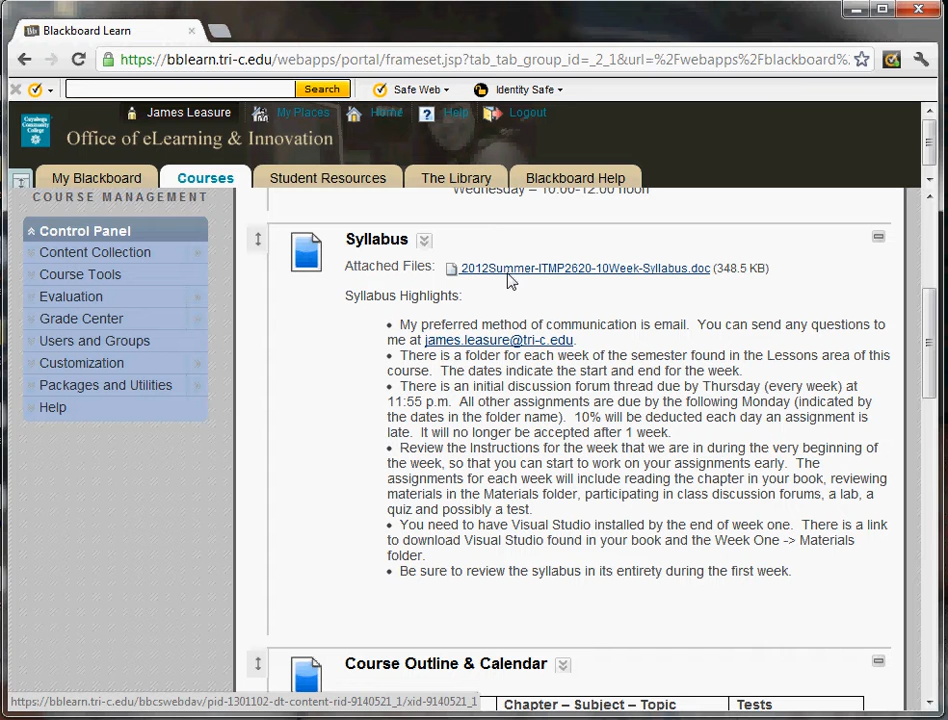 Blackboard Learn
https://bblearn.tri-c.edu/webapps/portal/frameset.jsp?tab_tab_group_id=_2_1&url=%2Fwebapps%2Fblackboard%2
Search
Safe Web
Identity Safe
Cuyahoga Community College
James Leasure
My Places
Home
Help
Logout
Office of eLearning & Innovation
My Blackboard
Courses
Student Resources
The Library
Blackboard Help
COURSE MANAGEMENT
Control Panel
Content Collection
Course Tools
Evaluation
Grade Center
Users and Groups
Customization
Packages and Utilities
Help
Wednesday – 10:00-12:00 noon
Syllabus
Attached Files: 2012Summer-ITMP2620-10Week-Syllabus.doc (348.5 KB)
Syllabus Highlights:
• My preferred method of communication is email. You can send any questions to
me at james.leasure@tri-c.edu.
• There is a folder for each week of the semester found in the Lessons area of this
course. The dates indicate the start and end for the week.
• There is an initial discussion forum thread due by Thursday (every week) at
11:55 p.m. All other assignments are due by the following Monday (indicated by
the dates in the folder name). 10% will be deducted each day an assignment is
late. It will no longer be accepted after 1 week.
• Review the Instructions for the week that we are in during the very beginning of
the week, so that you can start to work on your assignments early. The
assignments for each week will include reading the chapter in your book, reviewing
materials in the Materials folder, participating in class discussion forums, a lab, a
quiz and possibly a test.
• You need to have Visual Studio installed by the end of week one. There is a link
to download Visual Studio found in your book and the Week One -> Materials
folder.
• Be sure to review the syllabus in its entirety during the first week.
Course Outline & Calendar
Chapter – Subject – Topic
Tests
https://bblearn.tri-c.edu/bbcswebdav/pid-1301102-dt-content-rid-9140521_1/xid-9140521_1